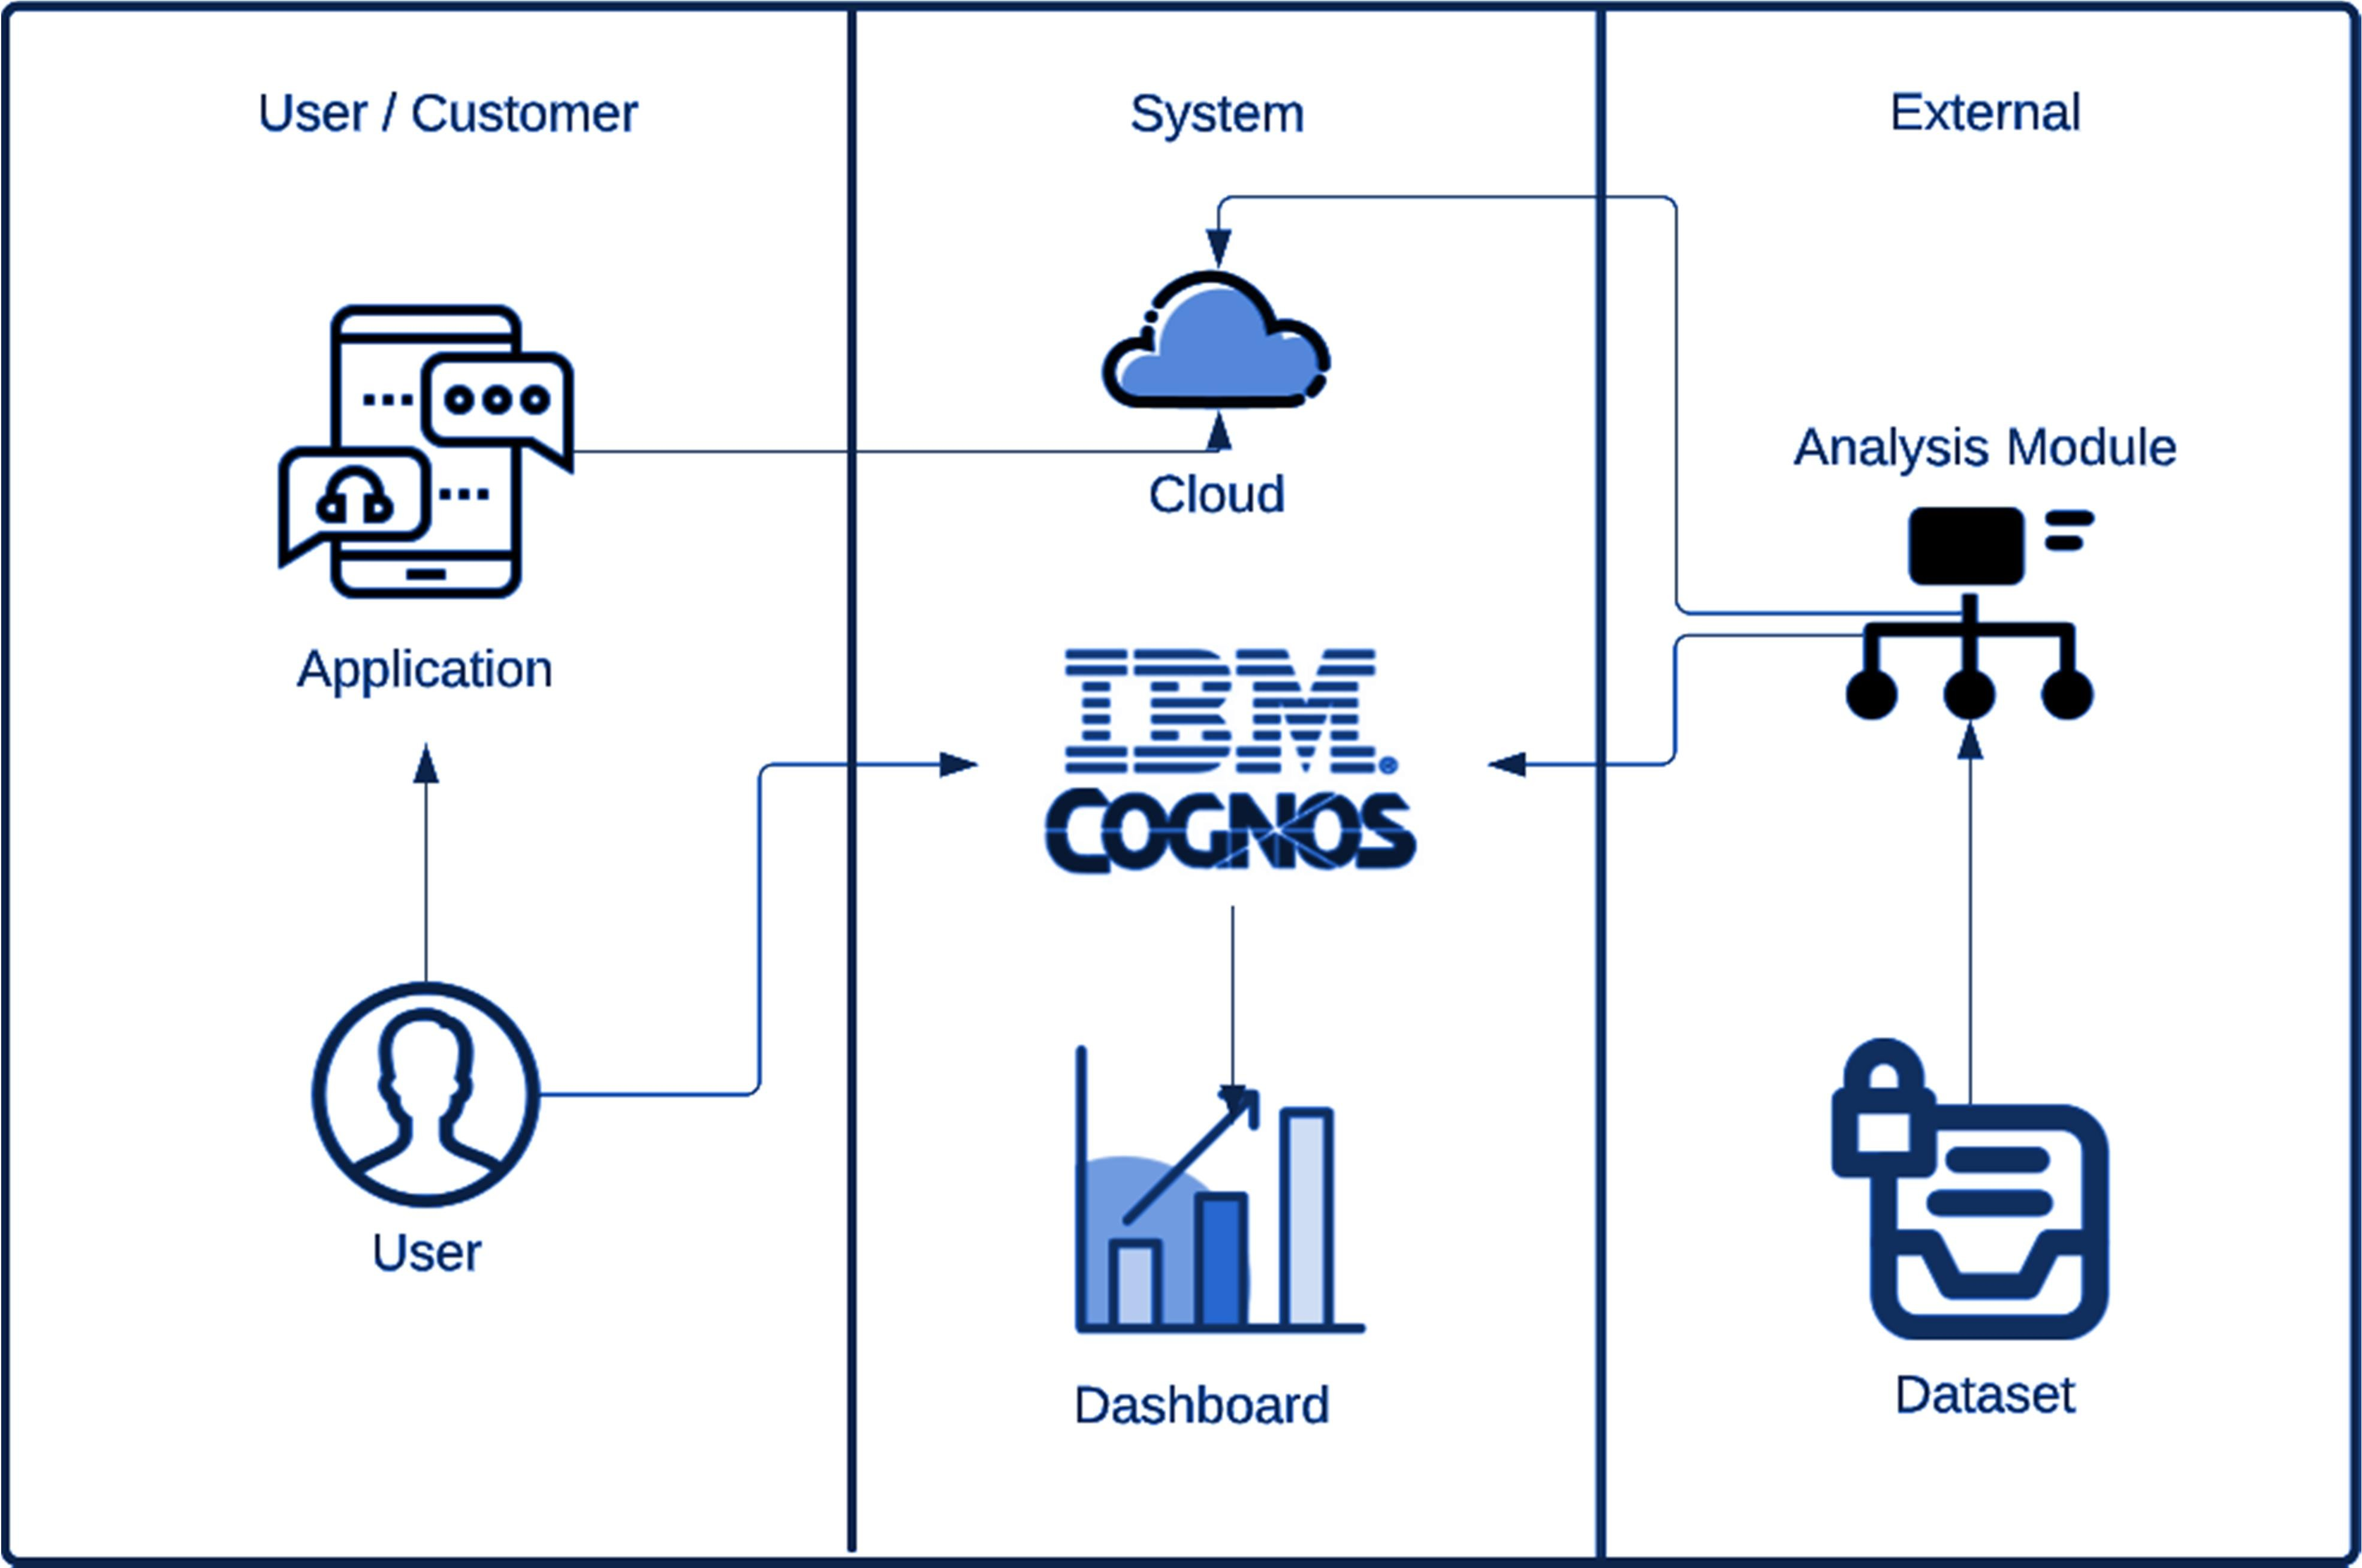 User / Customer
System
External
Application
User
Cloud
IBM®
COGNOS
Dashboard
Analysis Module
Dataset